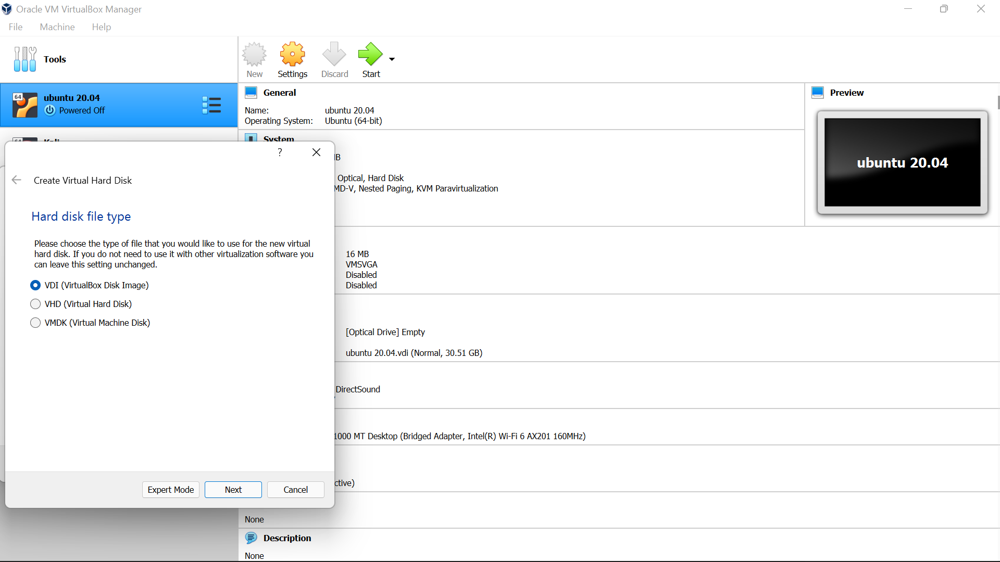 Oracle VM VirtualBox Manager
File Machine Help
Tools
New Settings Discard Start
64 ubuntu 20.04
Powered Off
General
Name: ubuntu 20.04
Operating System: Ubuntu (64-bit)
Preview
ubuntu 20.04
System
Optical, Hard Disk
MD-V, Nested Paging, KVM Paravirtualization
16 MB
VMSVGA
Disabled
Disabled
[Optical Drive] Empty
ubuntu 20.04.vdi (Normal, 30.51 GB)
DirectSound
1000 MT Desktop (Bridged Adapter, Intel(R) Wi-Fi 6 AX201 160MHz)
ctive)
None
Description
None
?
Create Virtual Hard Disk
Hard disk file type
Please choose the type of file that you would like to use for the new virtual
hard disk. If you do not need to use it with other virtualization software you
can leave this setting unchanged.
VDI (VirtualBox Disk Image)
VHD (Virtual Hard Disk)
VMDK (Virtual Machine Disk)
Expert Mode Next Cancel